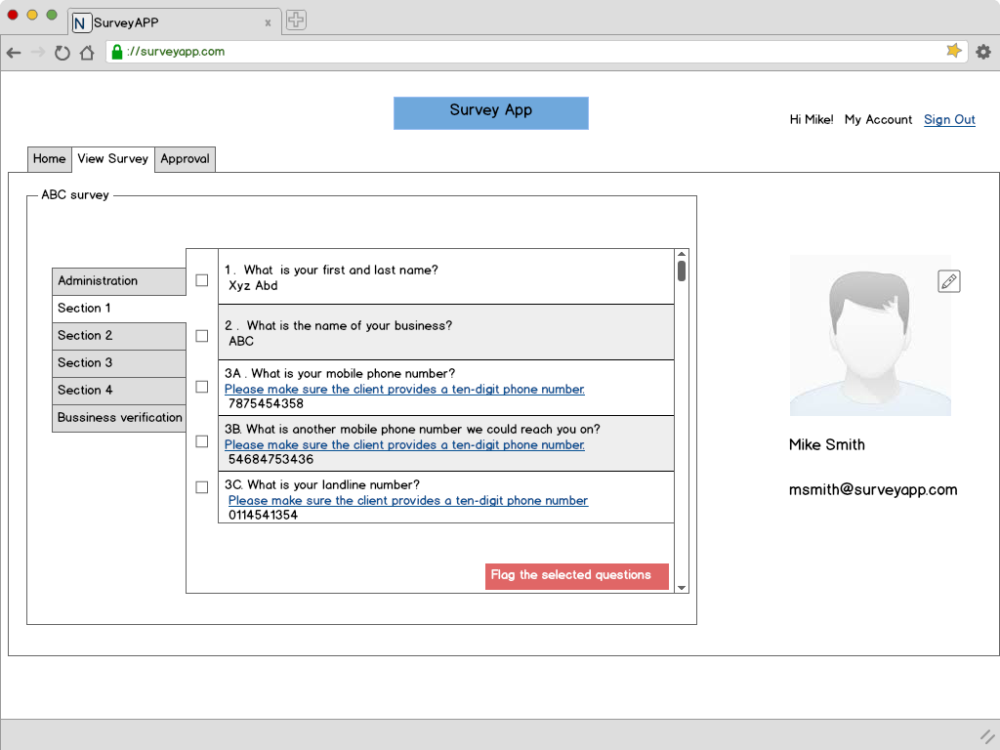 N SurveyAPP x
://surveyapp.com
Survey App
Hi Mike! My Account Sign Out
Home View Survey Approval
ABC survey
Administration
Section 1
Section 2
Section 3
Section 4
Bussiness verification
1 . What is your first and last name?
Xyz Abd
2 . What is the name of your business?
ABC
3A . What is your mobile phone number?
Please make sure the client provides a ten-digit phone number.
7875454358
3B. What is another mobile phone number we could reach you on?
Please make sure the client provides a ten-digit phone number.
54684753436
3C. What is your landline number?
Please make sure the client provides a ten-digit phone number
0114541354
Flag the selected questions
Mike Smith
msmith@surveyapp.com